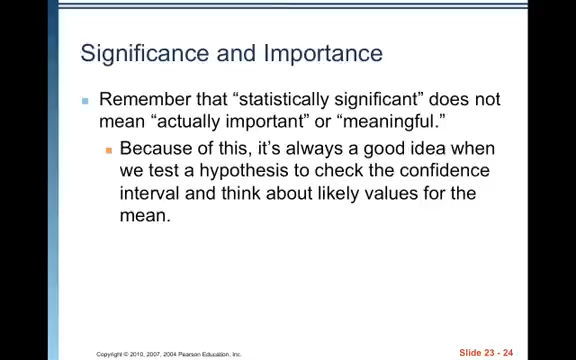 Significance and Importance
Remember that “statistically significant” does not
mean “actually important” or “meaningful.”
Because of this, it’s always a good idea when
we test a hypothesis to check the confidence
interval and think about likely values for the
mean.
Copyright © 2010, 2007, 2004 Pearson Education, Inc.
Slide 23 - 24